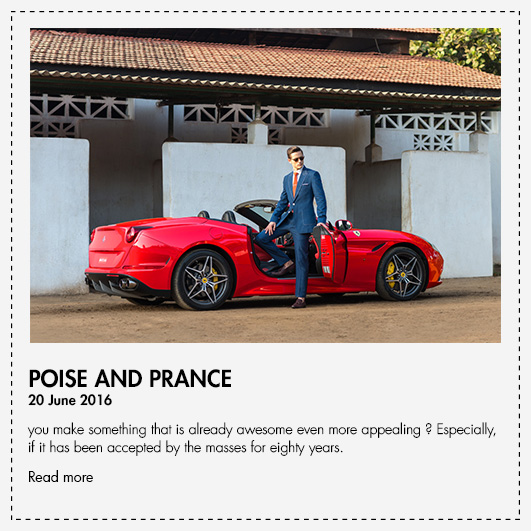 POISE AND PRANCE
20 June 2016
you make something that is already awesome even more appealing ? Especially,
if it has been accepted by the masses for eighty years.
Read more